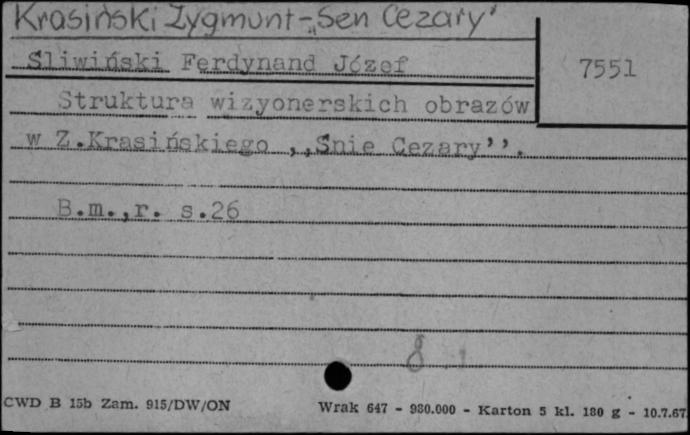 Krasiński Zygmunt-„Sen Cezary"
Śliwiński Ferdynand Józef
7551
Struktura wizyonerskich obrazów
w Z.Krasińskiego ,,Śnie Cezary’’.
B.m.,r. s.26
8
CWD B 15b Zam. 915/DW/ON
Wrak 647 - 980.000 - Karton 5 kl. 180 g - 10.7.67